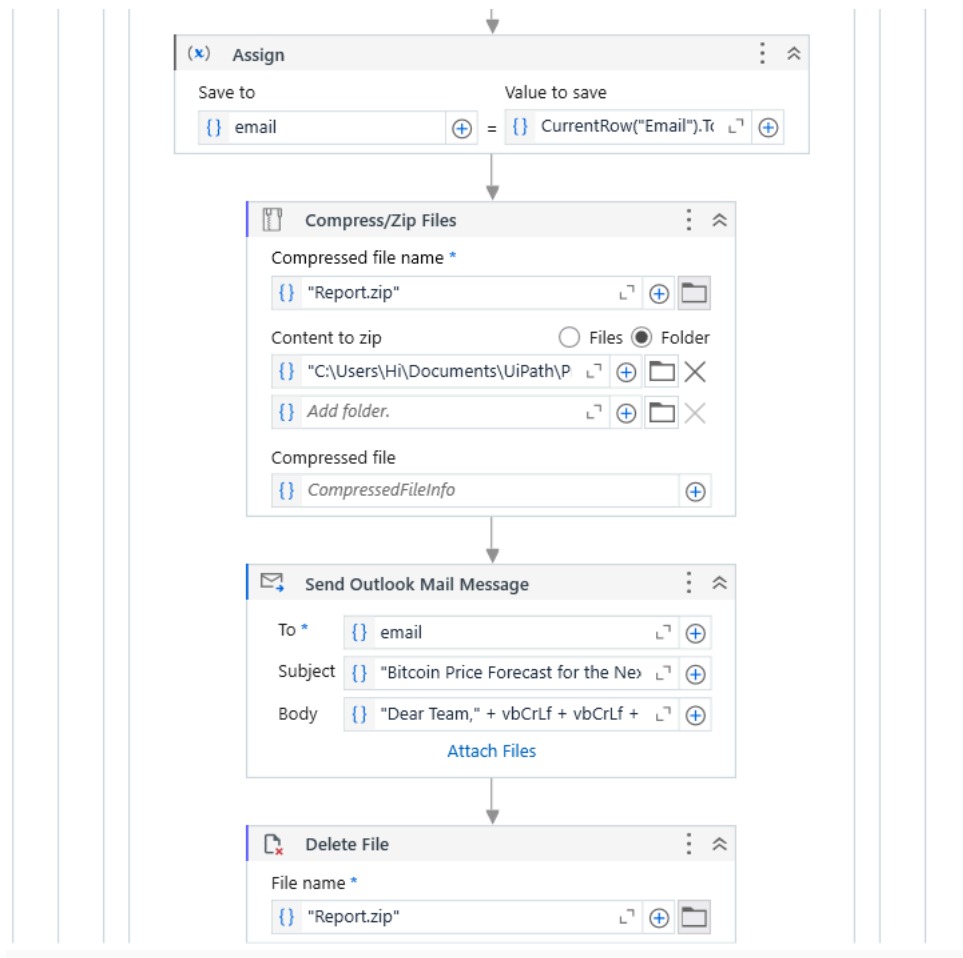 (x) Assign
Save to Value to save
{} email = {} CurrentRow("Email").To
Compress/Zip Files
Compressed file name *
{} "Report.zip"
Content to zip Files Folder
{} "C:\Users\Hi\Documents\UiPath\P
{} Add folder.
Compressed file
{} CompressedFileInfo
Send Outlook Mail Message
To * {} email
Subject {} "Bitcoin Price Forecast for the Nex
Body {} "Dear Team," + vbCrLf + vbCrLf +
Attach Files
Delete File
File name *
{} "Report.zip"